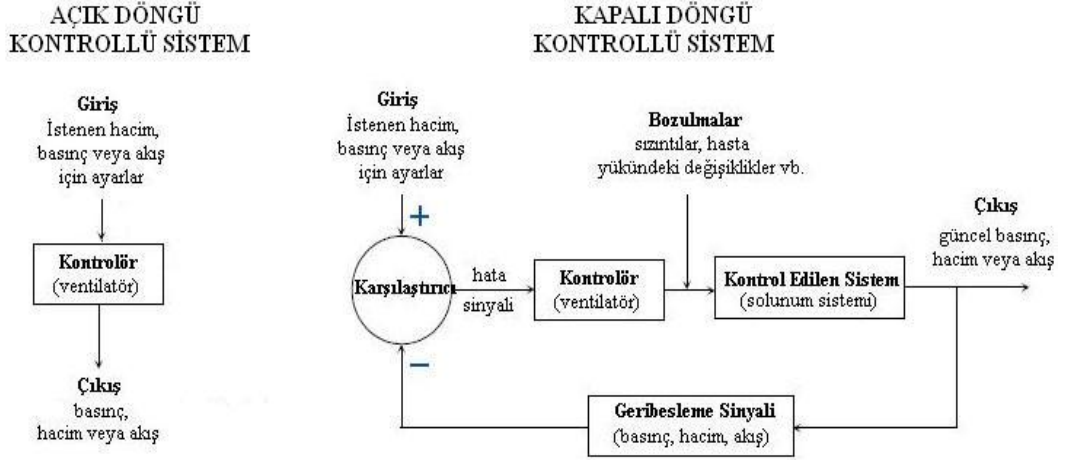 AÇIK DÖNGÜ
KONTROLLÜ SİSTEM
Giriş
İstenen hacim,
basınç veya akış
için ayarlar
Kontrolör
(ventilatör)
Çıkış
basınç,
hacim veya akış
KAPALI DÖNGÜ
KONTROLLÜ SİSTEM
Giriş
İstenen hacim,
basınç veya akış
için ayarlar
+
Karşılaştırıcı
−
hata
sinyali
Kontrolör
(ventilatör)
Bozulmalar
sızıntılar, hasta
yükündeki değişiklikler vb.
Kontrol Edilen Sistem
(solunum sistemi)
Çıkış
güncel basınç,
hacim veya akış
Geribesleme Sinyali
(basınç, hacim, akış)